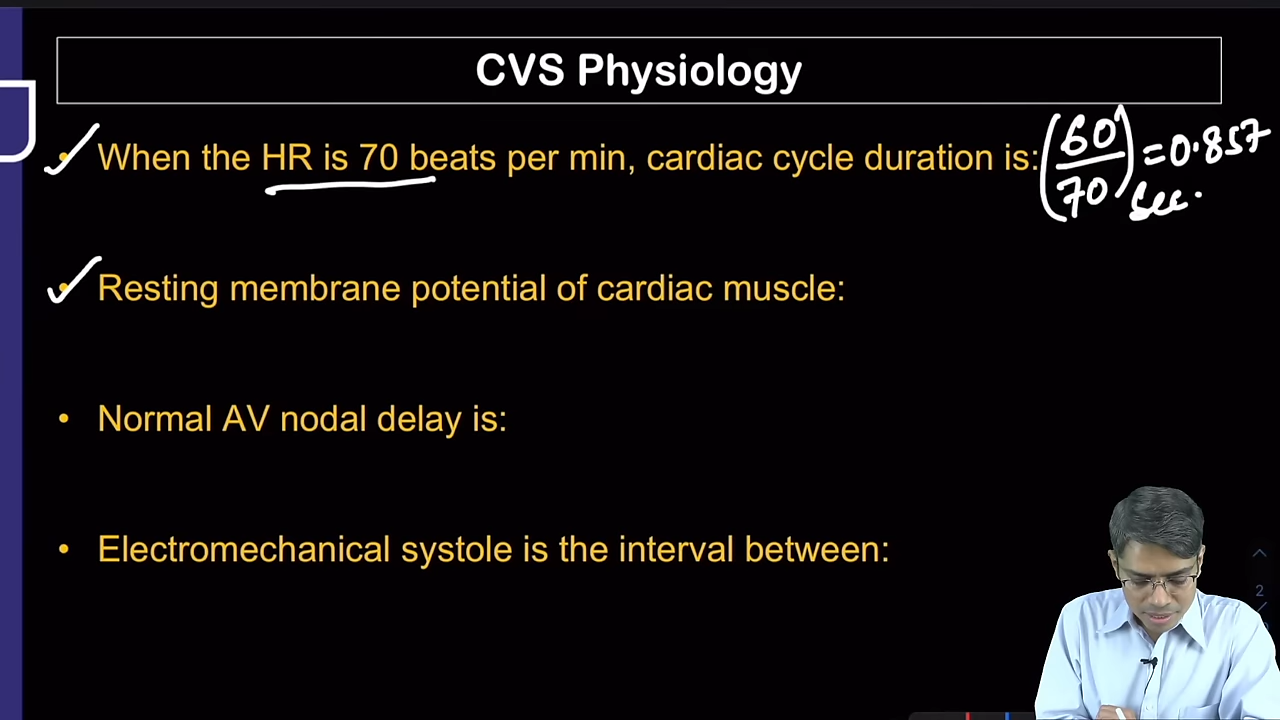 CVS Physiology
• When the HR is 70 beats per min, cardiac cycle duration is: (60/70) = 0.857 sec.
• Resting membrane potential of cardiac muscle:
• Normal AV nodal delay is:
• Electromechanical systole is the interval between:
2